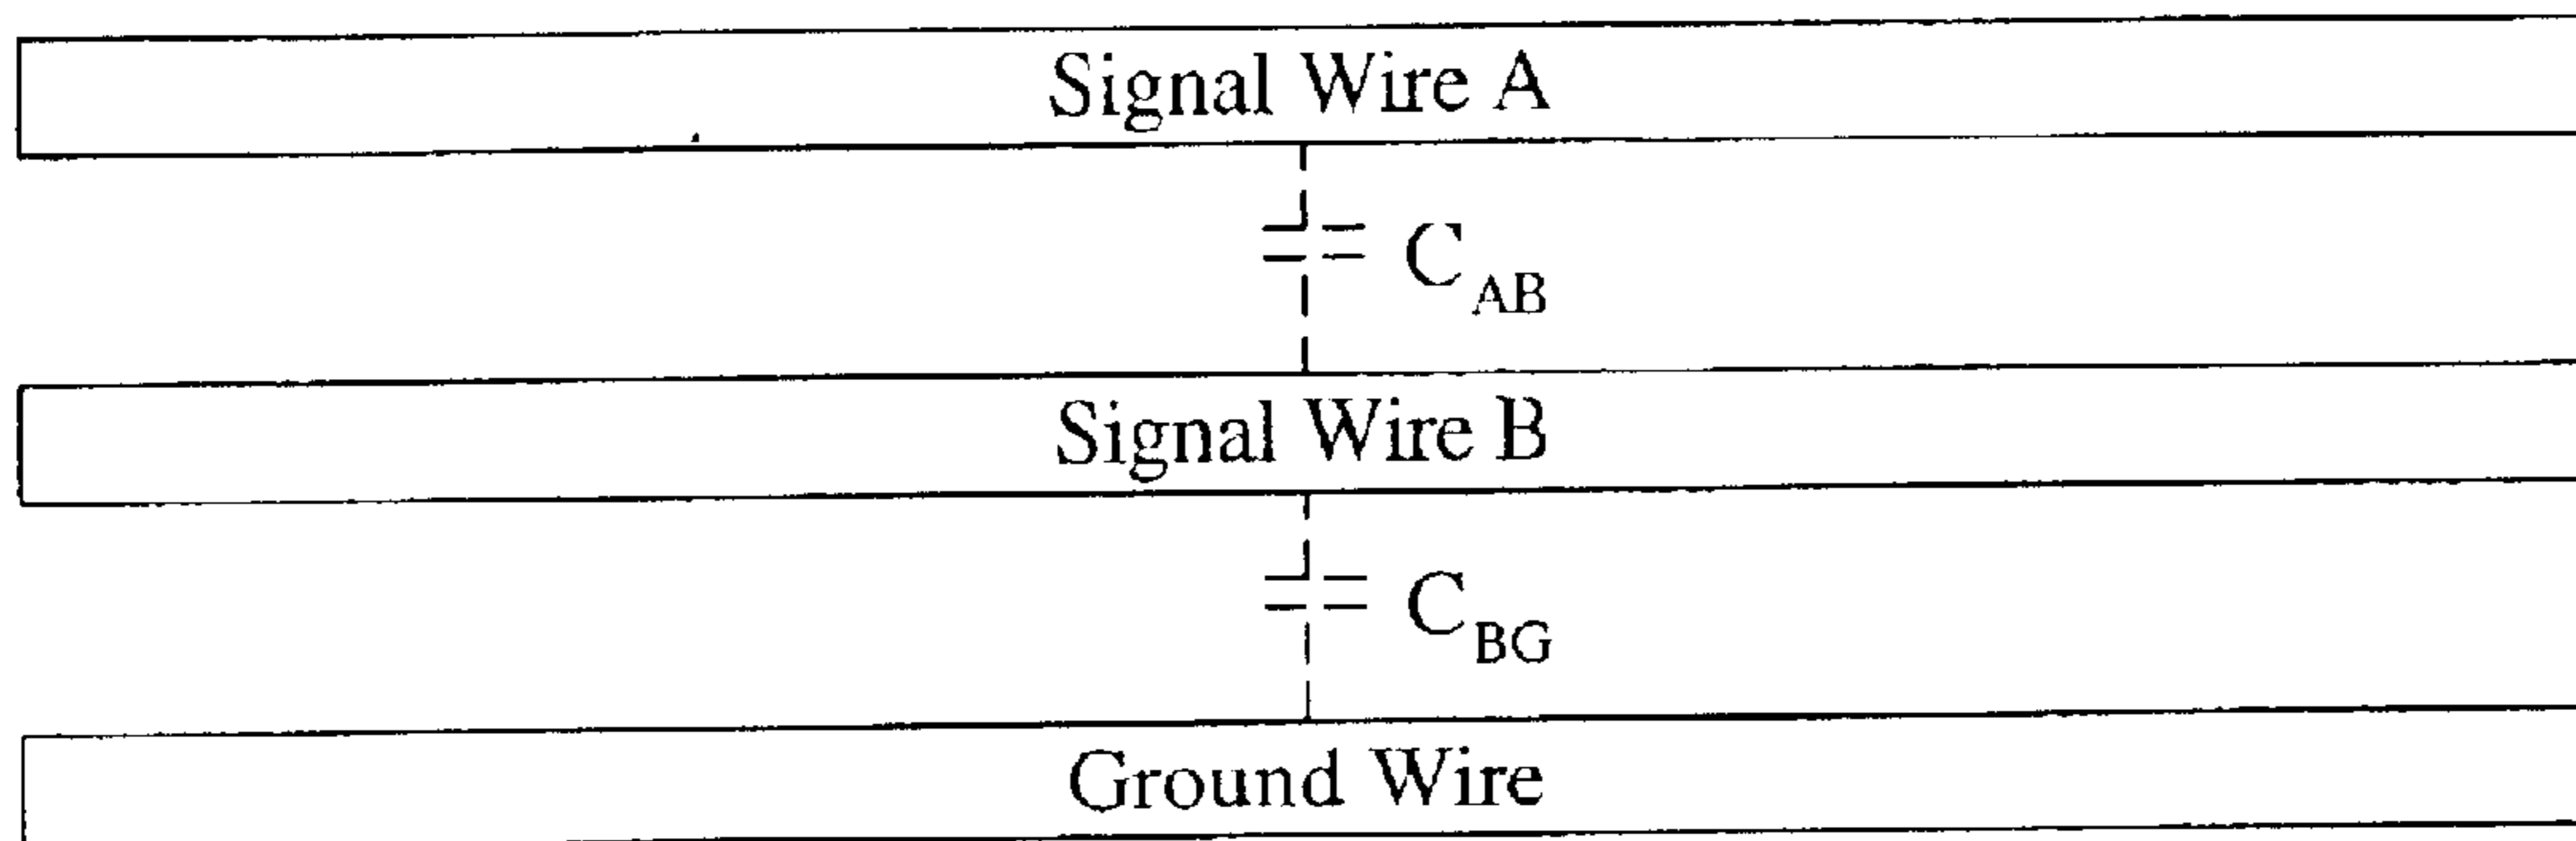 Signal Wire A
C_AB
Signal Wire B
C_BG
Ground Wire